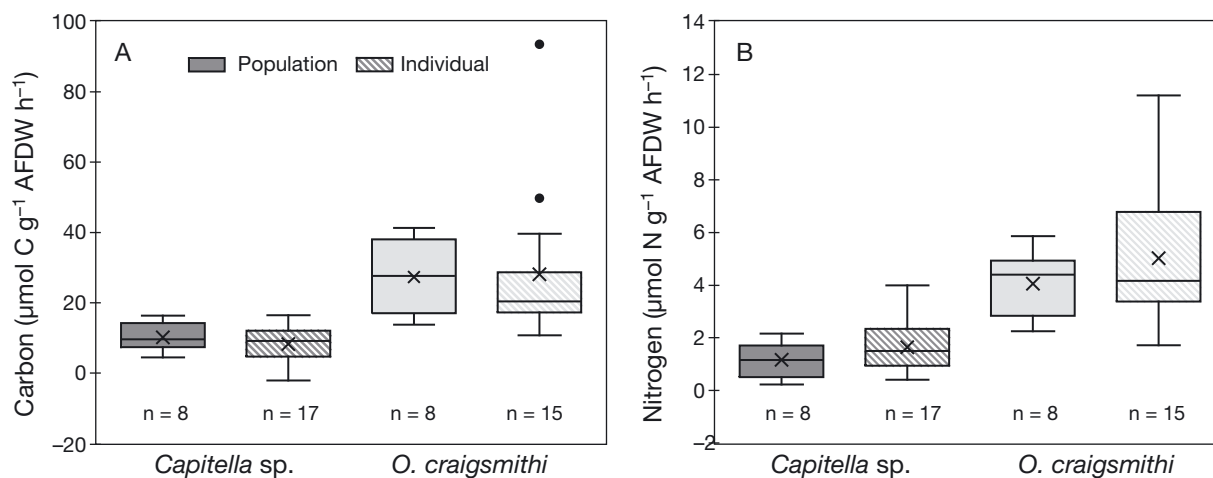 A
Population Individual
Carbon (µmol C g⁻¹ AFDW h⁻¹)
100
80
60
40
20
0
–20
n = 8 n = 17 n = 8 n = 15
Capitella sp. O. craigsmithi
B
Nitrogen (µmol N g⁻¹ AFDW h⁻¹)
14
12
10
8
6
4
2
0
–2
n = 8 n = 17 n = 8 n = 15
Capitella sp. O. craigsmithi